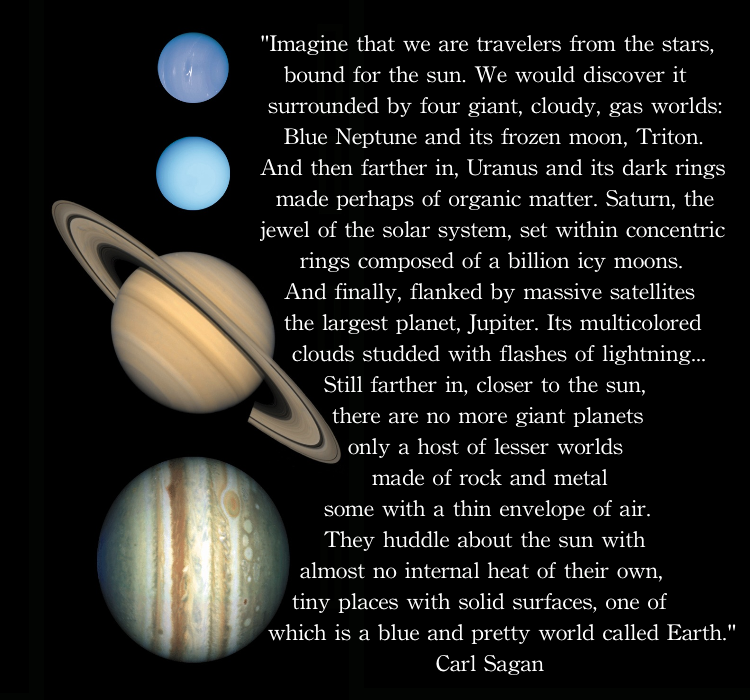 "Imagine that we are travelers from the stars,
bound for the sun. We would discover it
surrounded by four giant, cloudy, gas worlds:
Blue Neptune and its frozen moon, Triton.
And then farther in, Uranus and its dark rings
made perhaps of organic matter. Saturn, the
jewel of the solar system, set within concentric
rings composed of a billion icy moons.
And finally, flanked by massive satellites
the largest planet, Jupiter. Its multicolored
clouds studded with flashes of lightning...
Still farther in, closer to the sun,
there are no more giant planets
only a host of lesser worlds
made of rock and metal
some with a thin envelope of air.
They huddle about the sun with
almost no internal heat of their own,
tiny places with solid surfaces, one of
which is a blue and pretty world called Earth."
Carl Sagan